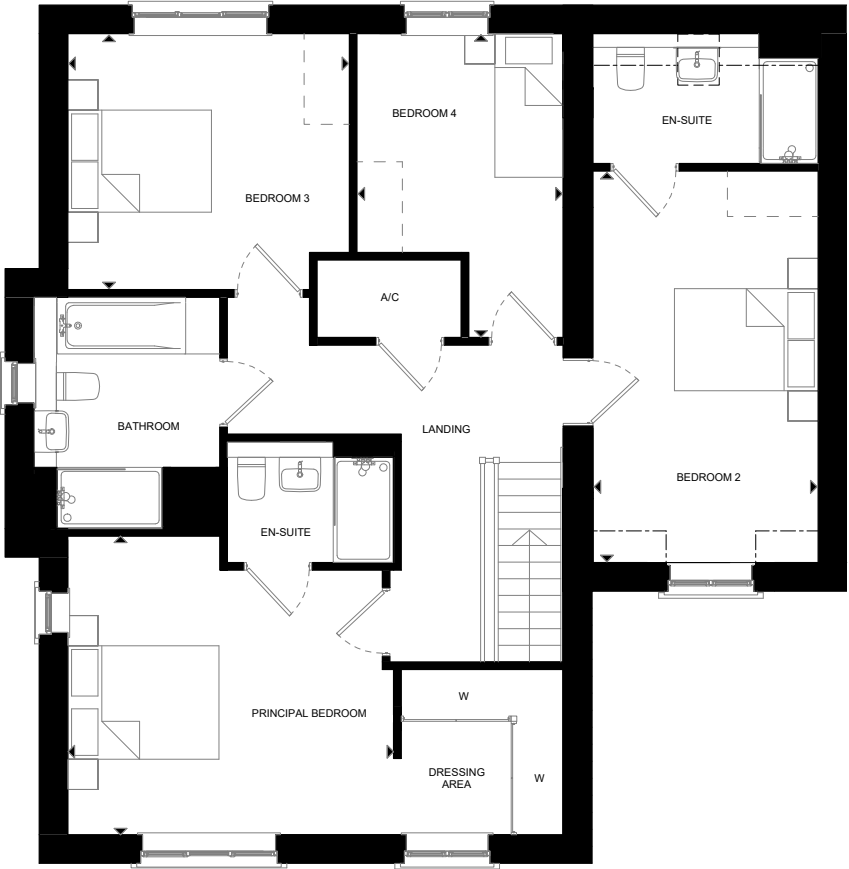 BEDROOM 4
EN-SUITE
BEDROOM 3
A/C
BATHROOM
LANDING
BEDROOM 2
EN-SUITE
W
PRINCIPAL BEDROOM
DRESSING
AREA
W